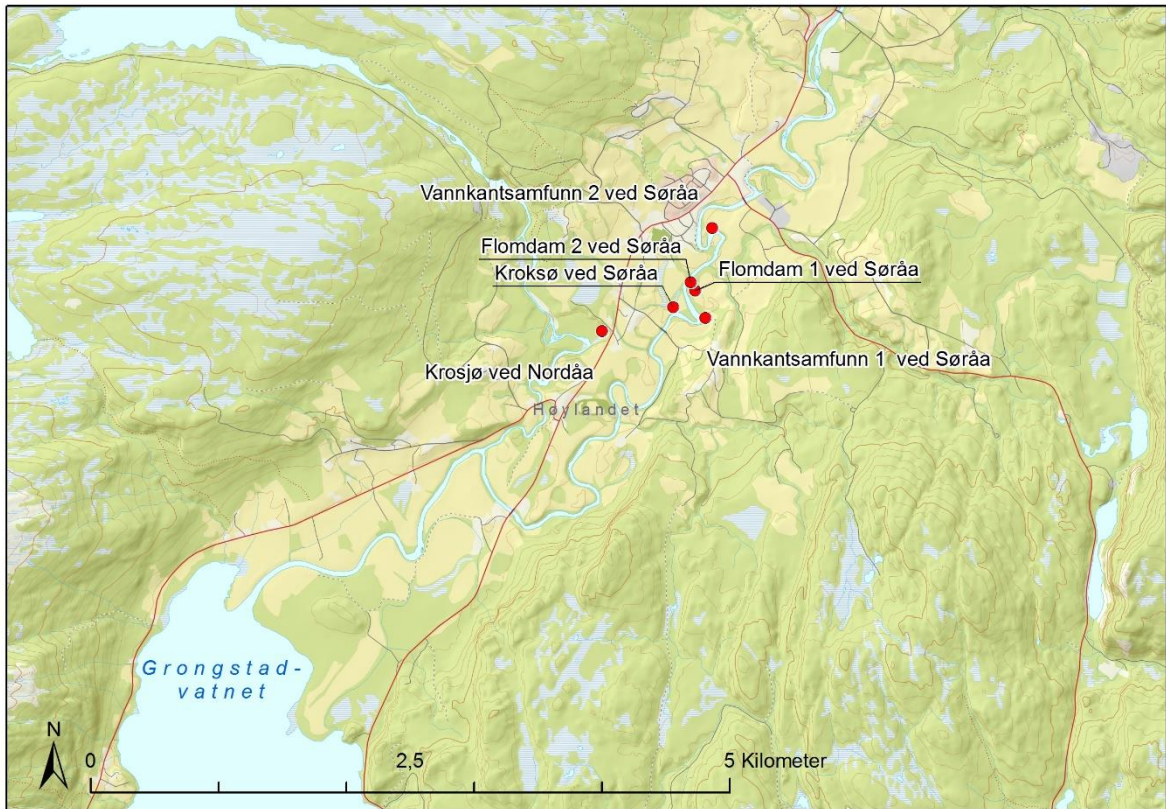 Vannkantsamfunn 2 ved Søråa
Flomdam 2 ved Søråa
Kroksø ved Søråa
Flomdam 1 ved Søråa
Vannkantsamfunn 1 ved Søråa
Krosjø ved Nordåa
Høylandet
Grongstad-
vatnet
N
0 2,5 5 Kilometer